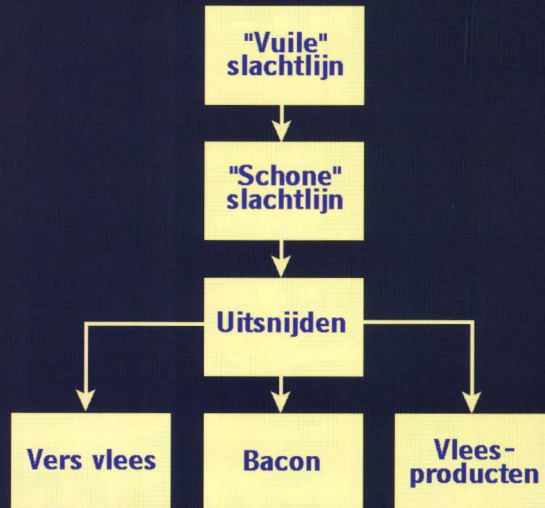 "Vuile"
slachtlijn
"Schone"
slachtlijn
Uitsnijden
Vers vlees
Bacon
Vlees-
producten